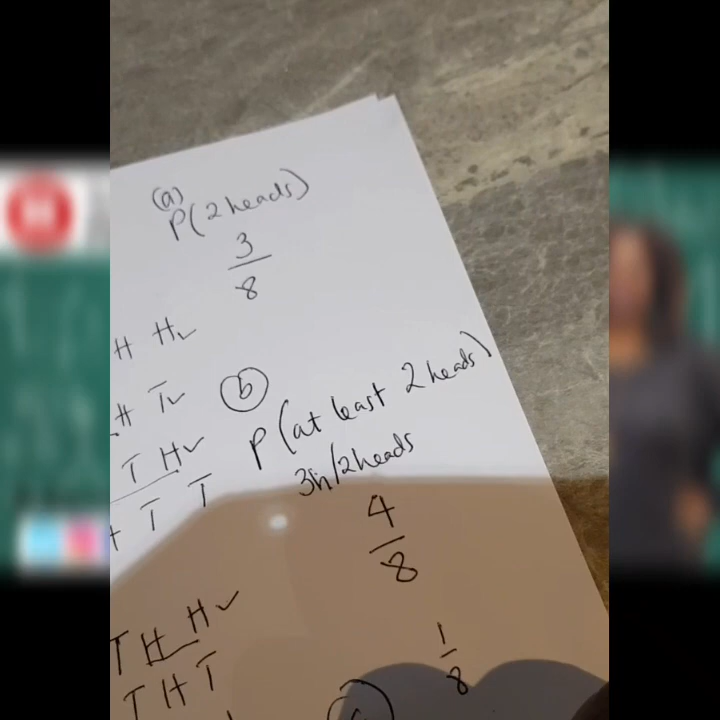 (a)
P(2 heads)
3
8
H H✓
H T✓
b
T H✓
P(at least 2 heads)
3h/2heads
H T T
4
8
T H H✓
T H T
1
8